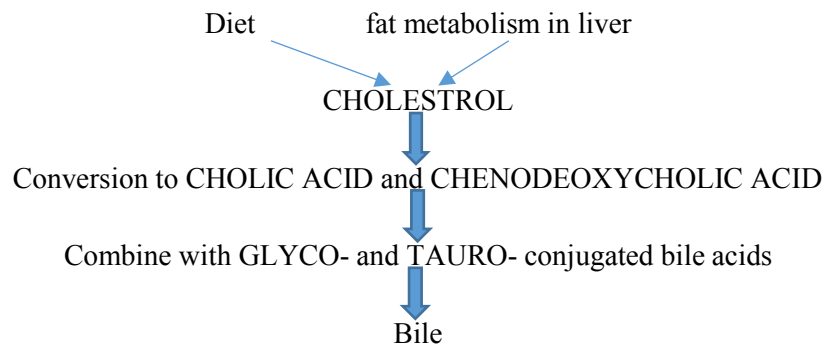 Diet fat metabolism in liver
CHOLESTROL
Conversion to CHOLIC ACID and CHENODEOXYCHOLIC ACID
Combine with GLYCO- and TAURO- conjugated bile acids
Bile